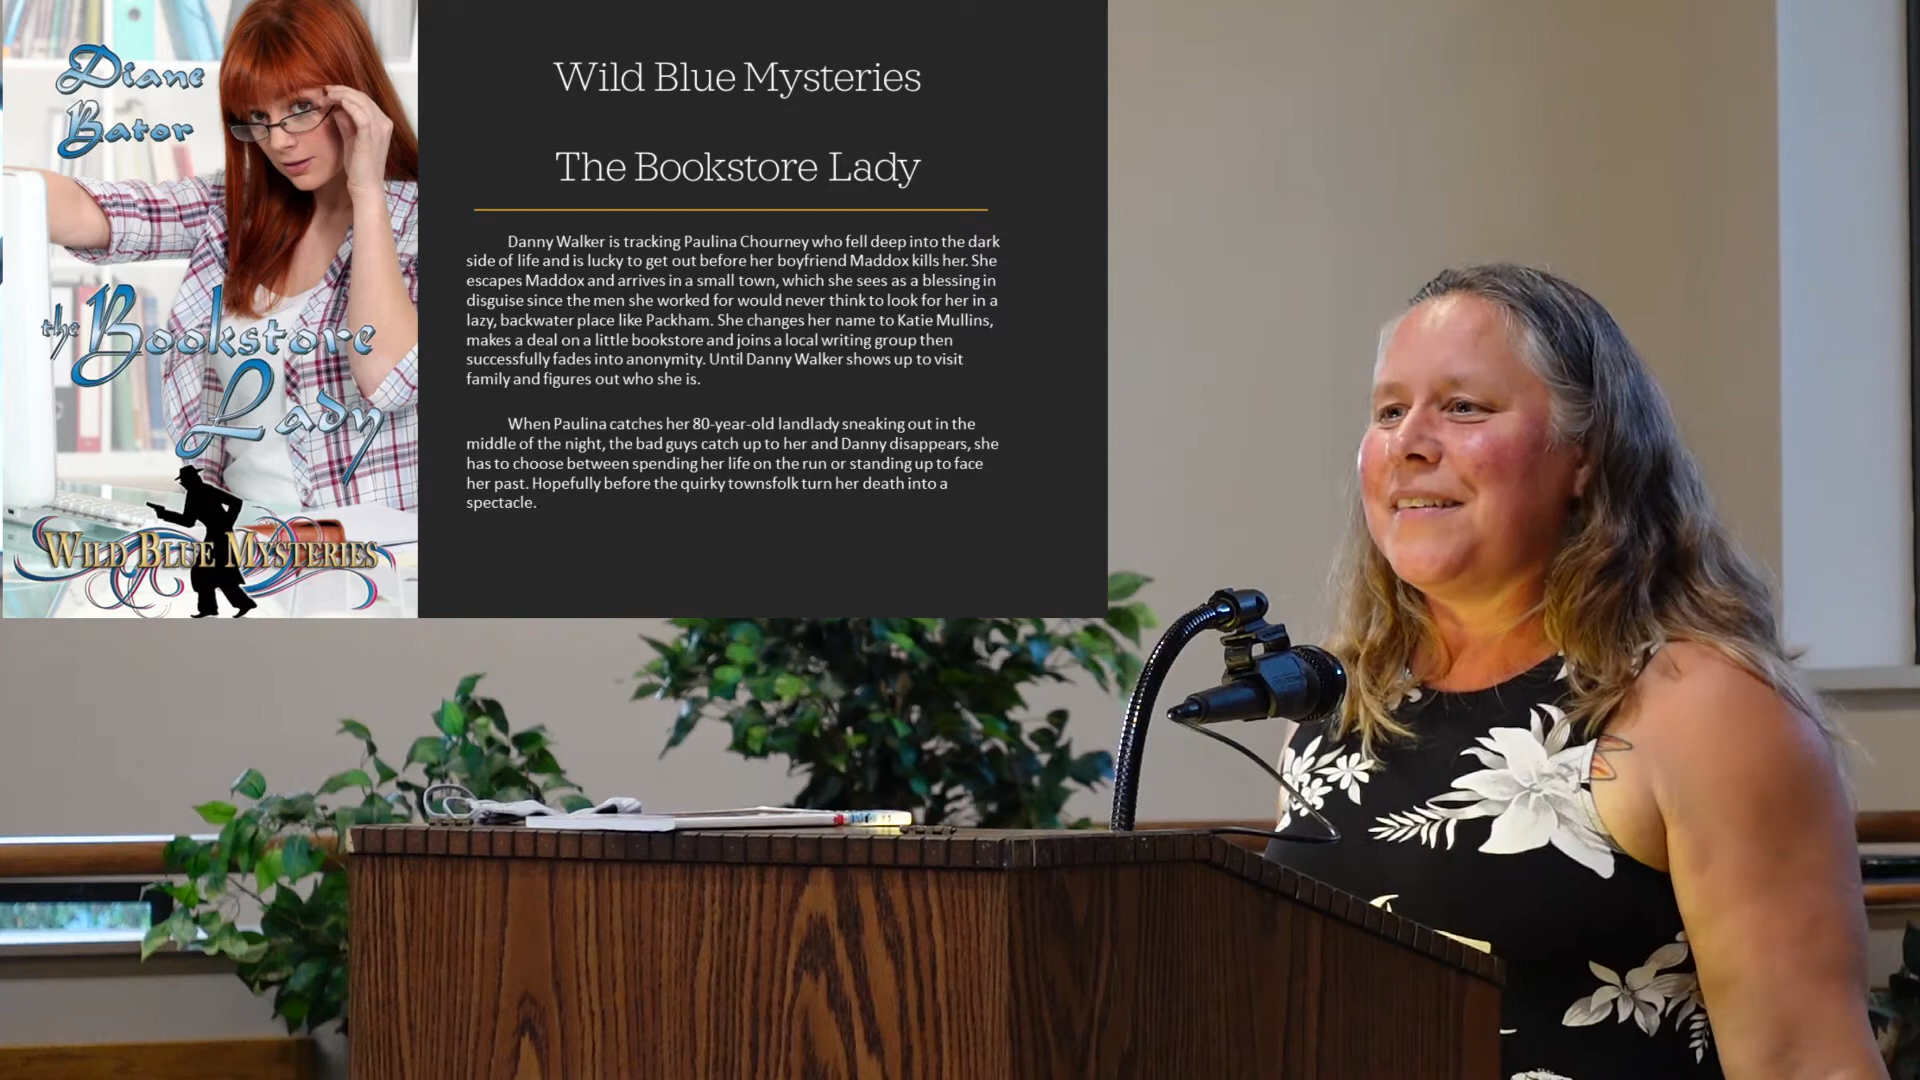 Diane
Bator
the Bookstore
Lady
WILD BLUE MYSTERIES
Wild Blue Mysteries
The Bookstore Lady
Danny Walker is tracking Paulina Chourney who fell deep into the dark
side of life and is lucky to get out before her boyfriend Maddox kills her. She
escapes Maddox and arrives in a small town, which she sees as a blessing in
disguise since the men she worked for would never think to look for her in a
lazy, backwater place like Packham. She changes her name to Katie Mullins,
makes a deal on a little bookstore and joins a local writing group then
successfully fades into anonymity. Until Danny Walker shows up to visit
family and figures out who she is.
When Paulina catches her 80-year-old landlady sneaking out in the
middle of the night, the bad guys catch up to her and Danny disappears, she
has to choose between spending her life on the run or standing up to face
her past. Hopefully before the quirky townsfolk turn her death into a
spectacle.